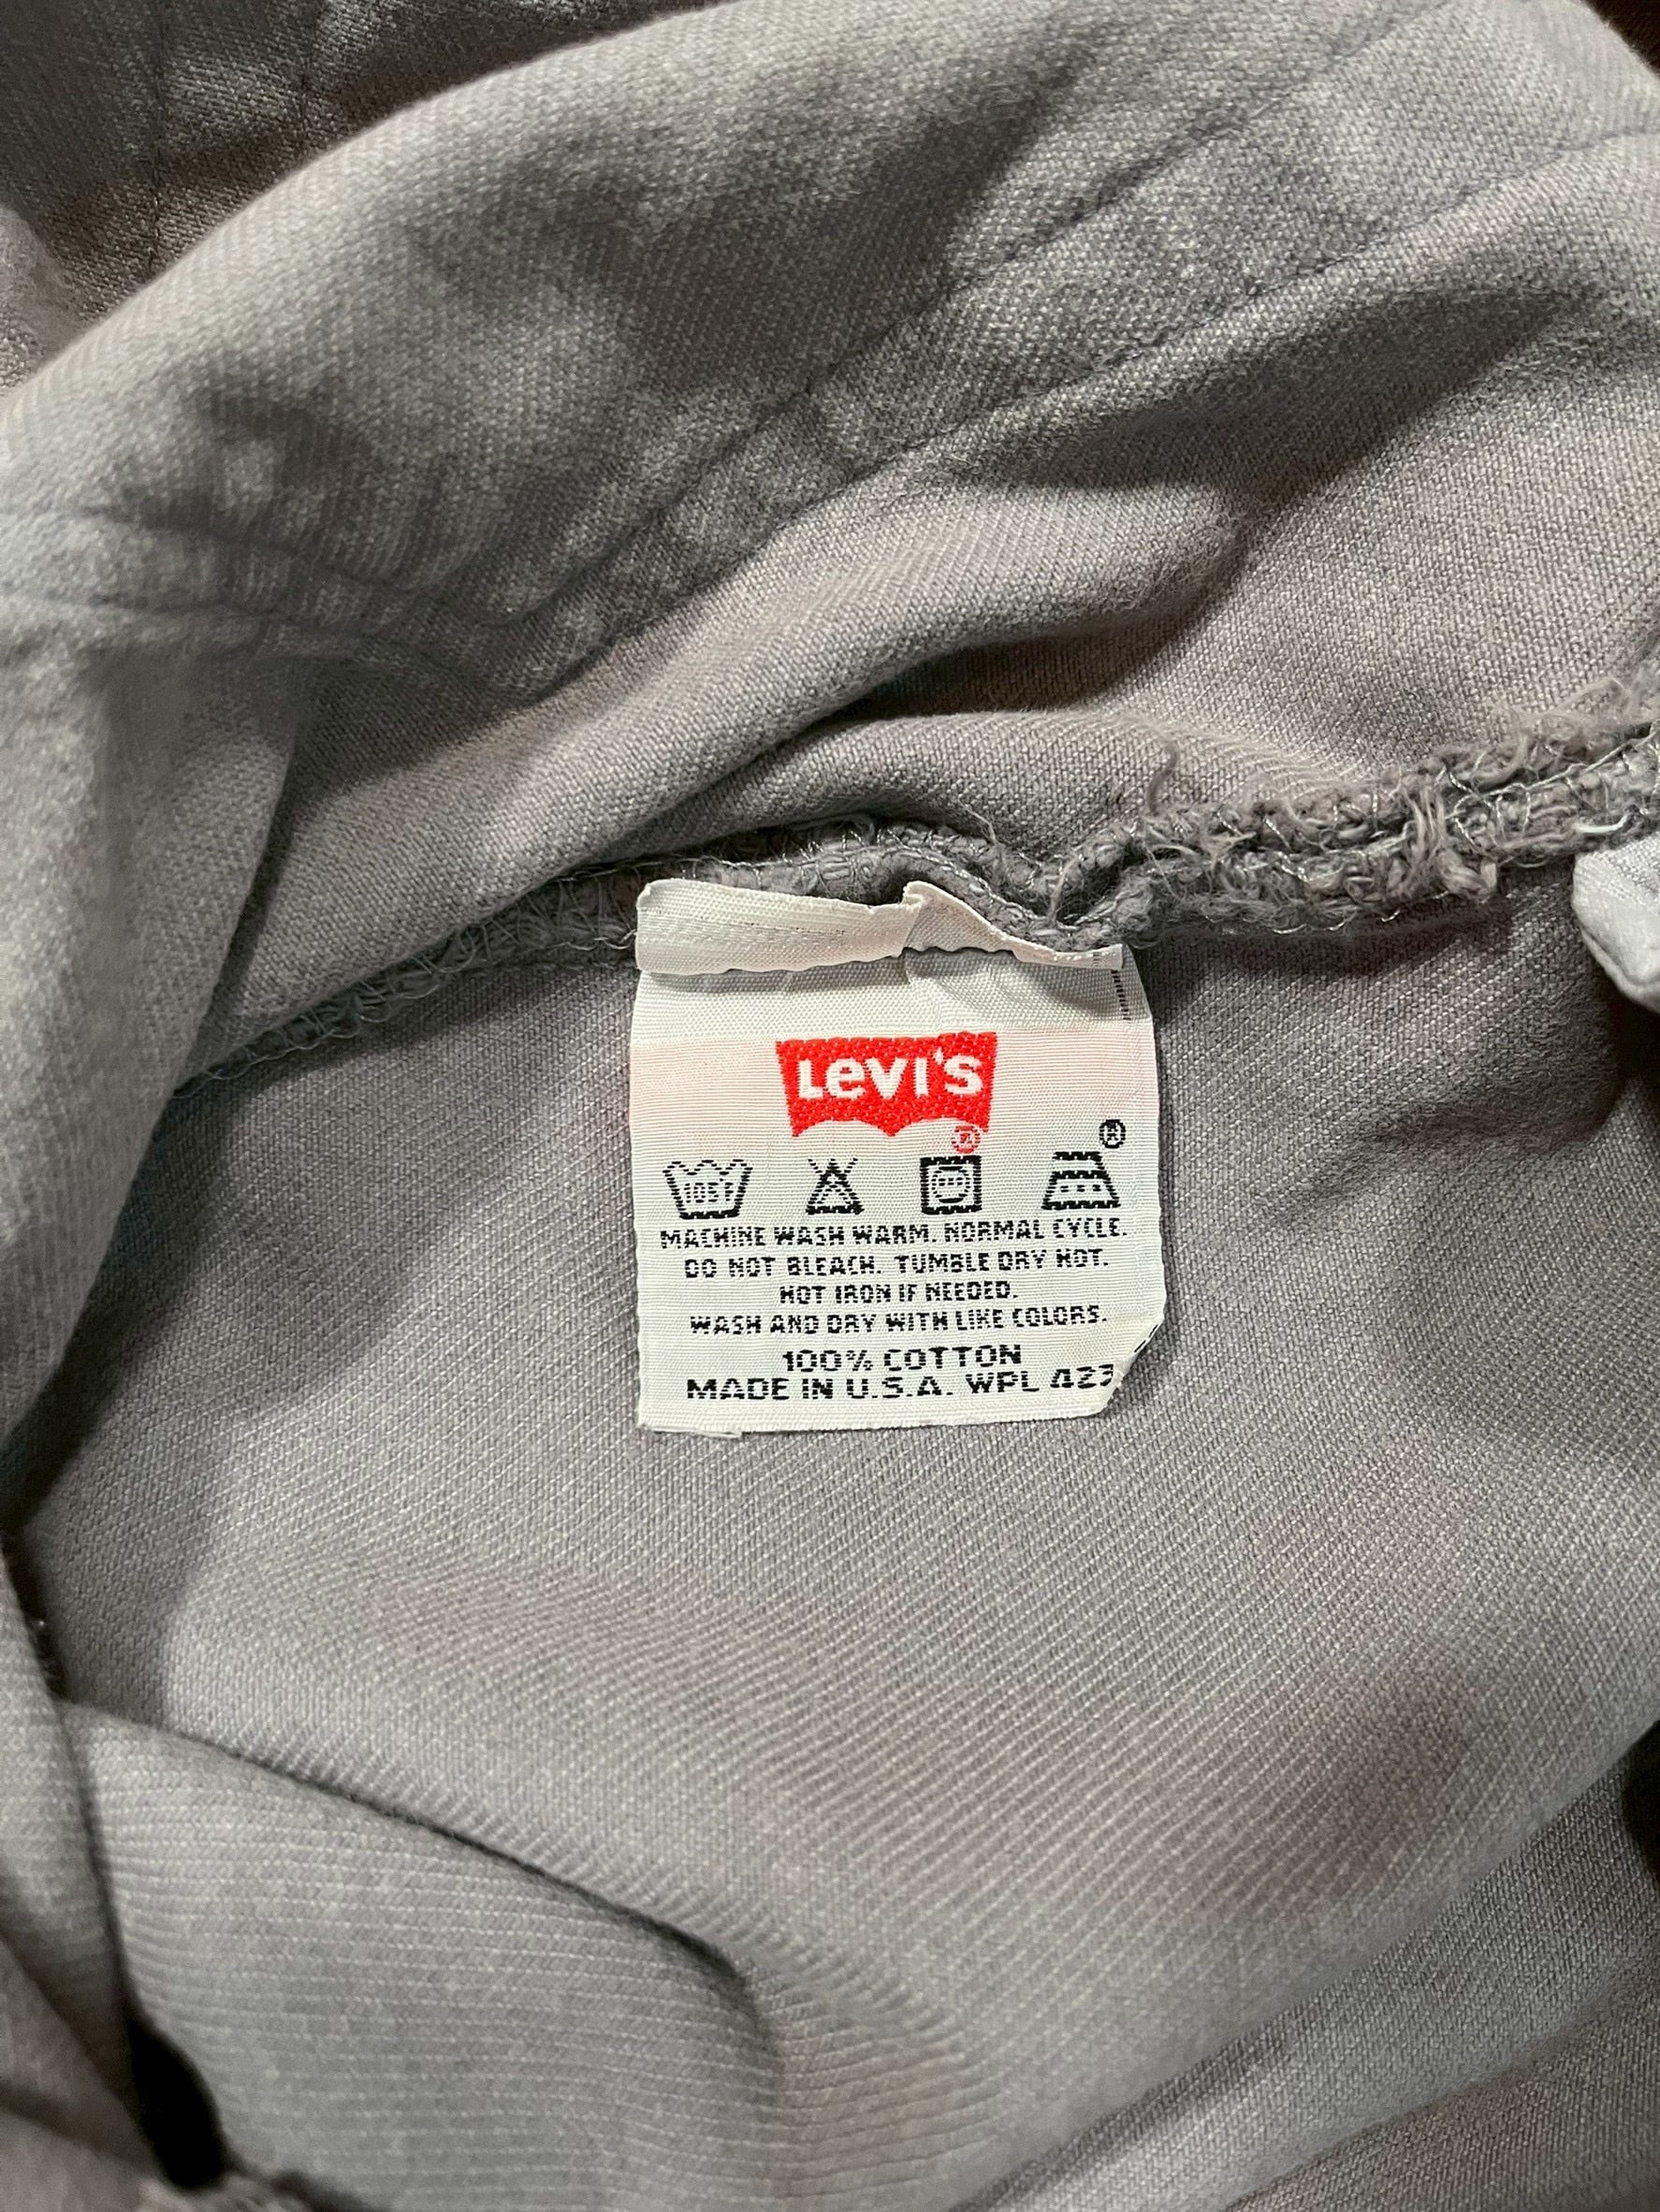 Levi's
®
®
105F
MACHINE WASH WARM. NORMAL CYCLE.
DO NOT BLEACH. TUMBLE DRY HOT.
HOT IRON IF NEEDED.
WASH AND DRY WITH LIKE COLORS.
100% COTTON
MADE IN U.S.A. WPL 423